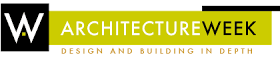 W ARCHITECTUREWEEK
DESIGN AND BUILDING IN DEPTH